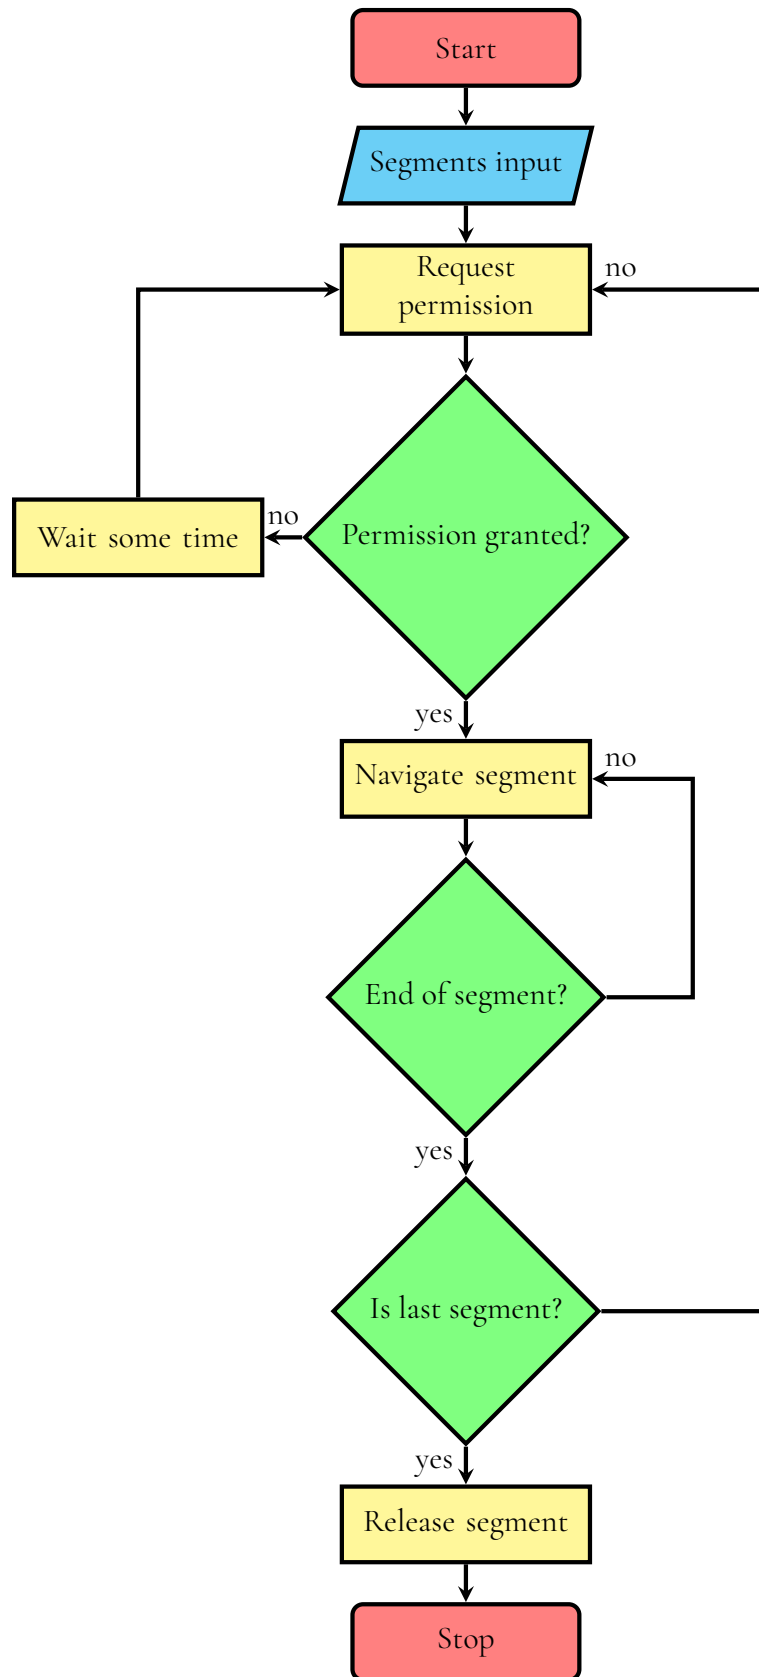 Start
Segments input
Request
permission
no
Permission granted?
no
Wait some time
yes
Navigate segment
no
End of segment?
yes
Is last segment?
yes
Release segment
Stop